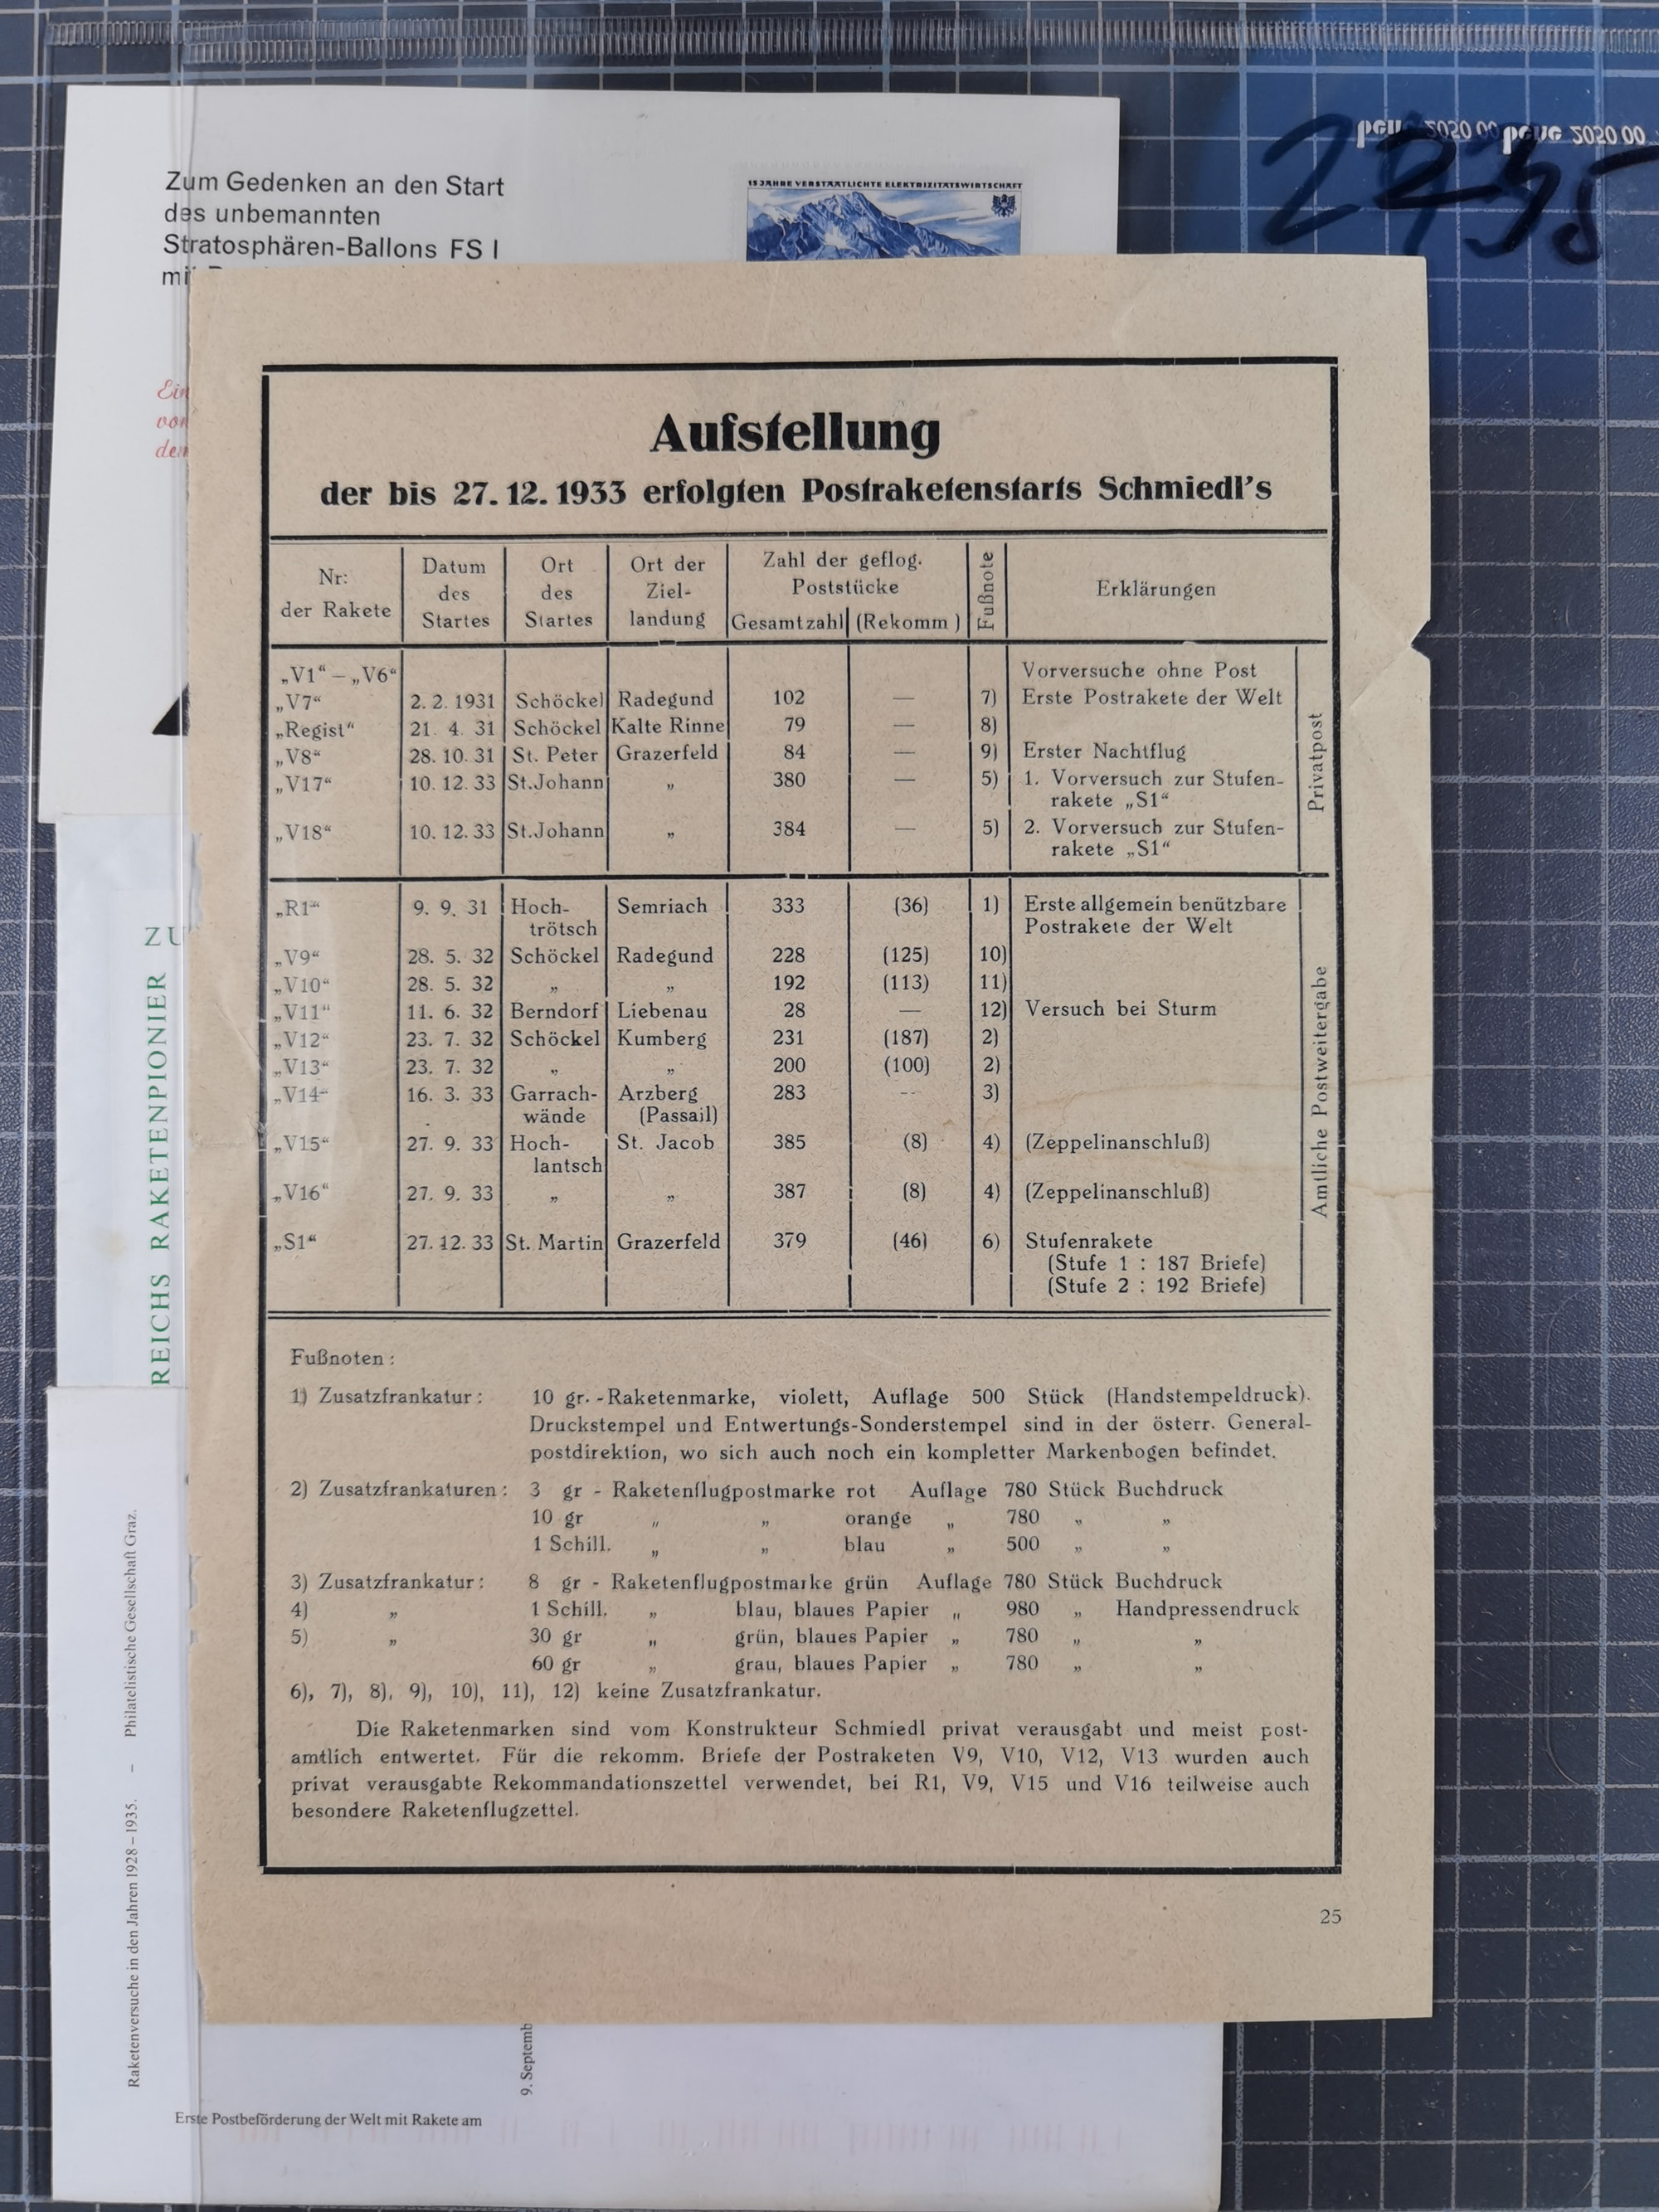 bene 2050 00 bene 2050 00
2735
Zum Gedenken an den Start
des unbemannten
Stratosphären-Ballons FS I
15 JAHRE VERSTAATLICHTE ELEKTRIZITÄTSWIRTSCHAFT
Aufstellung
der bis 27. 12. 1933 erfolgten Postraketenstarts Schmiedl's
Nr: der Rakete | Datum des Startes | Ort des Startes | Ort der Ziel-landung | Zahl der geflog. Poststücke Gesamtzahl (Rekomm) | Fußnote | Erklärungen
„V1“ – „V6“ Vorversuche ohne Post
„V7“ 2. 2. 1931 Schöckel Radegund 102 — 7) Erste Postrakete der Welt
„Regist“ 21. 4. 31 Schöckel Kalte Rinne 79 — 8)
„V8“ 28. 10. 31 St. Peter Grazerfeld 84 — 9) Erster Nachtflug
„V17“ 10. 12. 33 St.Johann „ 380 — 5) 1. Vorversuch zur Stufen-
rakete „S1“
„V18“ 10. 12. 33 St.Johann „ 384 — 5) 2. Vorversuch zur Stufen-
rakete „S1“
Privatpost
„R1“ 9. 9. 31 Hoch- Semriach 333 (36) 1) Erste allgemein benützbare
trötsch Postrakete der Welt
„V9“ 28. 5. 32 Schöckel Radegund 228 (125) 10)
„V10“ 28. 5. 32 „ „ 192 (113) 11)
„V11“ 11. 6. 32 Berndorf Liebenau 28 — 12) Versuch bei Sturm
„V12“ 23. 7. 32 Schöckel Kumberg 231 (187) 2)
„V13“ 23. 7. 32 „ „ 200 (100) 2)
„V14“ 16. 3. 33 Garrach- Arzberg 283 -- 3)
wände (Passail)
„V15“ 27. 9. 33 Hoch- St. Jacob 385 (8) 4) (Zeppelinanschluß)
lantsch
„V16“ 27. 9. 33 „ „ 387 (8) 4) (Zeppelinanschluß)
„S1“ 27. 12. 33 St. Martin Grazerfeld 379 (46) 6) Stufenrakete
(Stufe 1 : 187 Briefe)
(Stufe 2 : 192 Briefe)
Amtliche Postweitergabe
Fußnoten :
1) Zusatzfrankatur : 10 gr. -Raketenmarke, violett, Auflage 500 Stück (Handstempeldruck).
Druckstempel und Entwertungs-Sonderstempel sind in der österr. General-
postdirektion, wo sich auch noch ein kompletter Markenbogen befindet.
2) Zusatzfrankaturen : 3 gr - Raketenflugpostmarke rot Auflage 780 Stück Buchdruck
10 gr „ „ orange „ 780 „ „
1 Schill. „ „ blau „ 500 „ „
3) Zusatzfrankatur : 8 gr - Raketenflugpostmarke grün Auflage 780 Stück Buchdruck
4) „ 1 Schill. „ blau, blaues Papier „ 980 „ Handpressendruck
5) „ 30 gr „ grün, blaues Papier „ 780 „ „
60 gr „ grau, blaues Papier „ 780 „ „
6), 7), 8), 9), 10), 11), 12) keine Zusatzfrankatur.
Die Raketenmarken sind vom Konstrukteur Schmiedl privat verausgabt und meist post-
amtlich entwertet. Für die rekomm. Briefe der Postraketen V9, V10, V12, V13 wurden auch
privat verausgabte Rekommandationszettel verwendet, bei R1, V9, V15 und V16 teilweise auch
besondere Raketenflugzettel.
25
ZU
REICHS RAKETENPIONIER
Raketenversuche in den Jahren 1928 – 1935. – Philatelistische Gesellschaft Graz.
Erste Postbeförderung der Welt mit Rakete am
9. Septemb